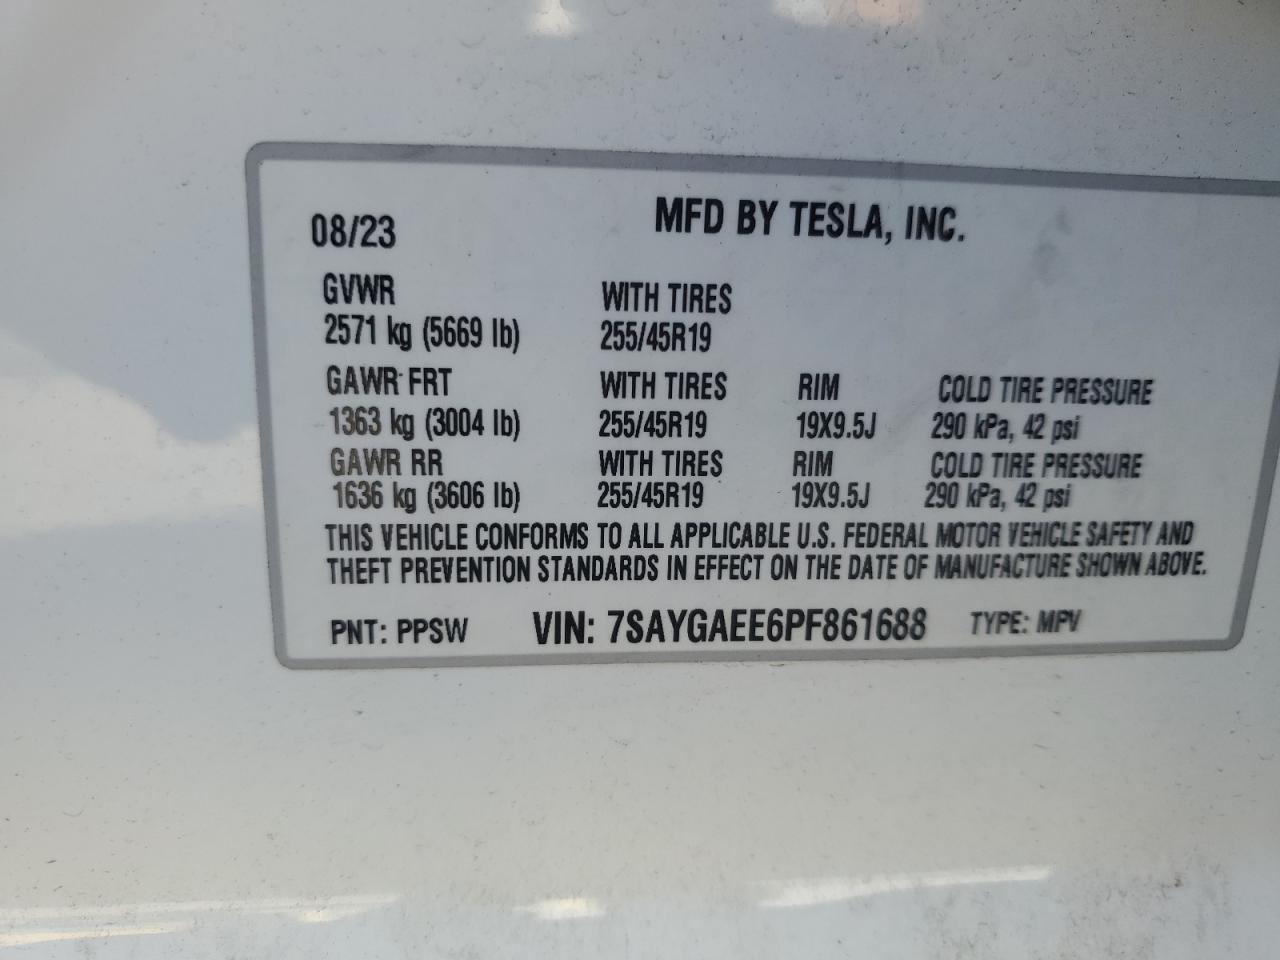 MFD BY TESLA, INC.
08/23
GVWR WITH TIRES
2571 kg (5669 lb) 255/45R19
GAWR FRT WITH TIRES RIM COLD TIRE PRESSURE
1363 kg (3004 lb) 255/45R19 19X9.5J 290 kPa, 42 psi
GAWR RR WITH TIRES RIM COLD TIRE PRESSURE
1636 kg (3606 lb) 255/45R19 19X9.5J 290 kPa, 42 psi
THIS VEHICLE CONFORMS TO ALL APPLICABLE U.S. FEDERAL MOTOR VEHICLE SAFETY AND
THEFT PREVENTION STANDARDS IN EFFECT ON THE DATE OF MANUFACTURE SHOWN ABOVE.
PNT: PPSW VIN: 7SAYGAEE6PF861688 TYPE: MPV